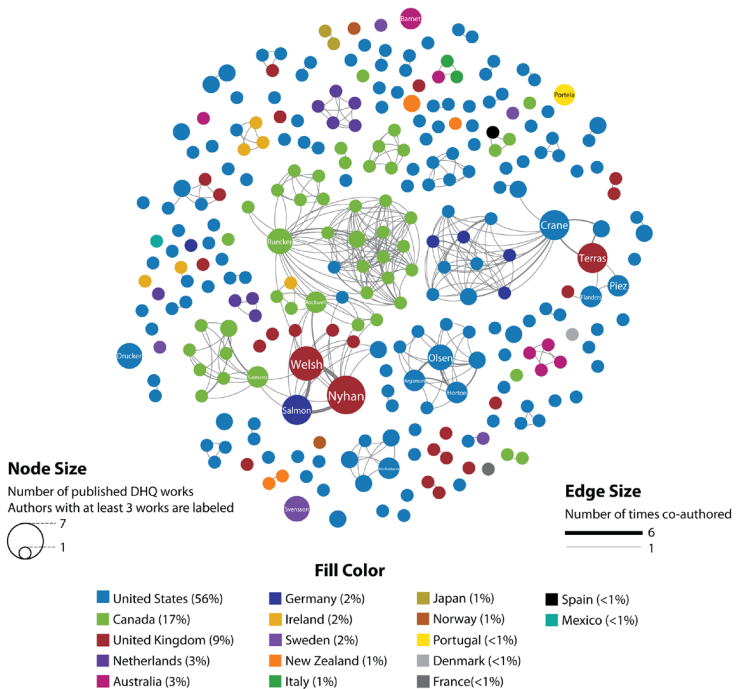 Barnet
Portela
Crane
Ruecker
Terras
Piez
Flanders
Rockwell
Drucker
Welsh
Olsen
Argamon
Horton
Nyhan
Salmon
Svensson
Node Size
Number of published DHQ works
Authors with at least 3 works are labeled
7
1
Edge Size
Number of times co-authored
6
1
Fill Color
United States (56%)
Canada (17%)
United Kingdom (9%)
Netherlands (3%)
Australia (3%)
Germany (2%)
Ireland (2%)
Sweden (2%)
New Zealand (1%)
Italy (1%)
Japan (1%)
Norway (1%)
Portugal (<1%)
Denmark (<1%)
France(<1%)
Spain (<1%)
Mexico (<1%)